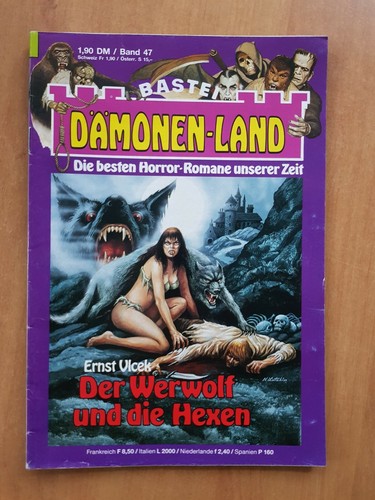 1,90 DM / Band 47
Schweiz Fr 1,90 / Österr. S 15,-
BASTEI
DÄMONEN-LAND
Die besten Horror-Romane unserer Zeit
Ernst Vlcek
Der Werwolf
und die Hexen
Frankreich F 8,50 / Italien L 2000 / Niederlande f 2,40 / Spanien P 160